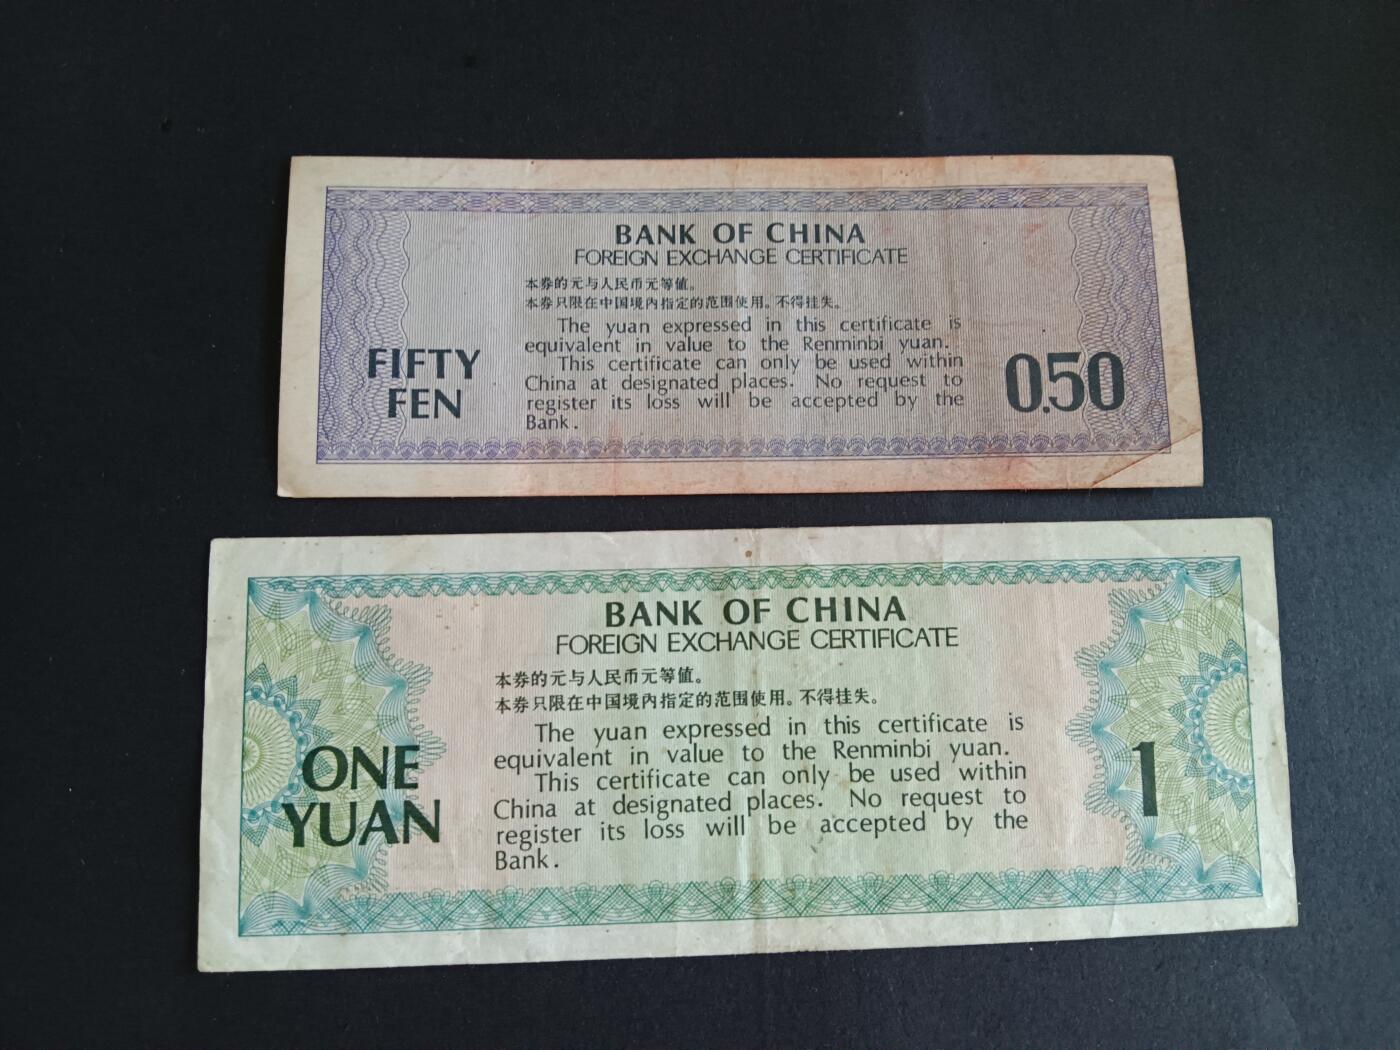 BANK OF CHINA
FOREIGN EXCHANGE CERTIFICATE
本券的元与人民币元等值。
本券只限在中国境内指定的范围使用。不得挂失。
The yuan expressed in this certificate is
equivalent in value to the Renminbi yuan.
This certificate can only be used within
China at designated places. No request to
register its loss will be accepted by the
Bank.
FIFTY
FEN
0.50
BANK OF CHINA
FOREIGN EXCHANGE CERTIFICATE
本券的元与人民币元等值。
本券只限在中国境内指定的范围使用。不得挂失。
The yuan expressed in this certificate is
equivalent in value to the Renminbi yuan.
This certificate can only be used within
China at designated places. No request to
register its loss will be accepted by the
Bank.
ONE
YUAN
1